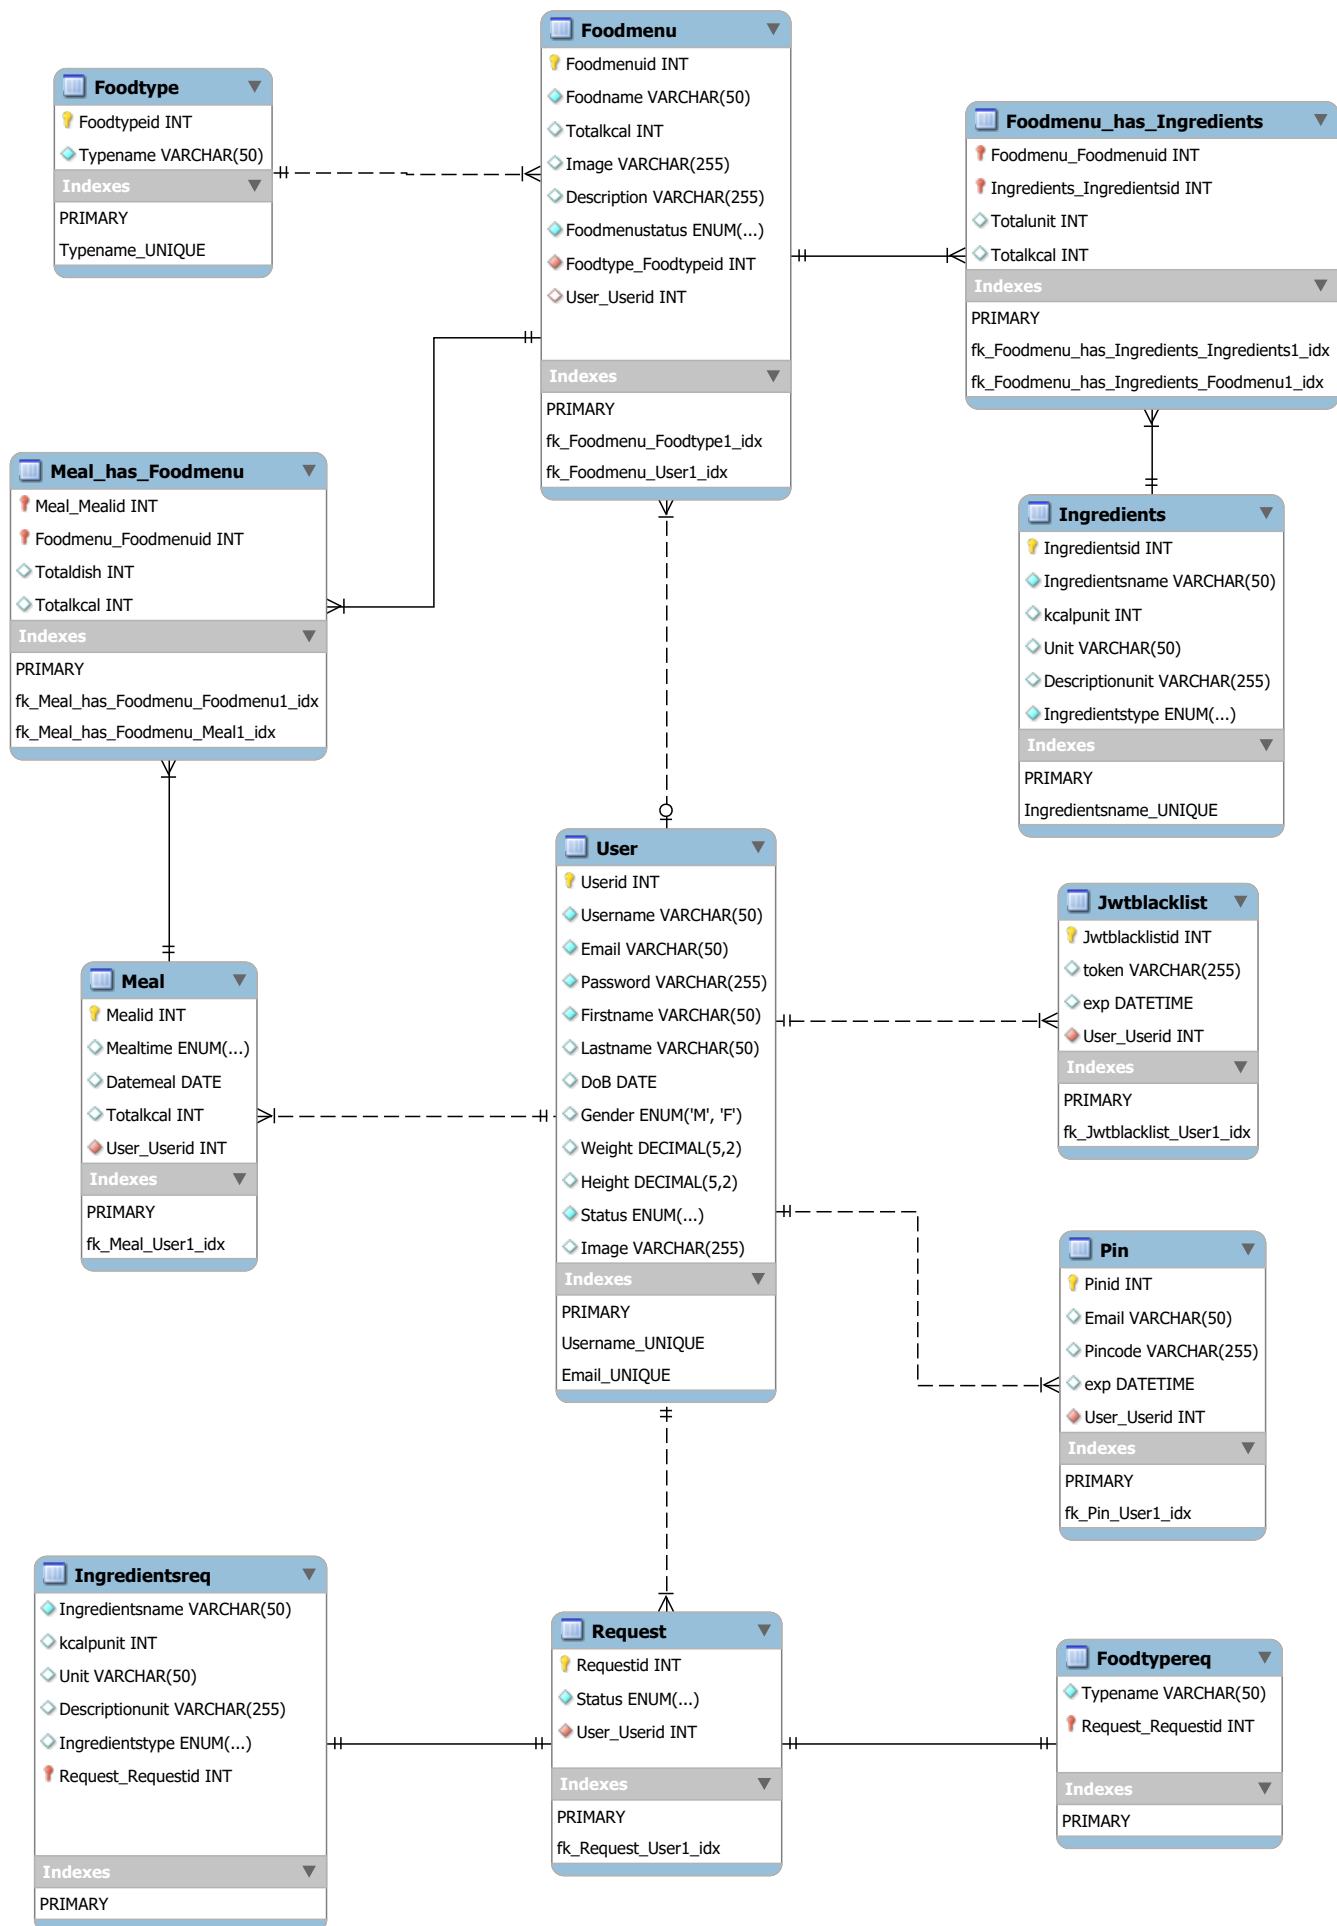 Foodmenu
Foodmenuid INT
Foodname VARCHAR(50)
Totalkcal INT
Image VARCHAR(255)
Description VARCHAR(255)
Foodmenustatus ENUM(...)
Foodtype_Foodtypeid INT
User_Userid INT
Indexes
PRIMARY
fk_Foodmenu_Foodtype1_idx
fk_Foodmenu_User1_idx
Foodtype
Foodtypeid INT
Typename VARCHAR(50)
Indexes
PRIMARY
Typename_UNIQUE
Foodmenu_has_Ingredients
Foodmenu_Foodmenuid INT
Ingredients_Ingredientsid INT
Totalunit INT
Totalkcal INT
Indexes
PRIMARY
fk_Foodmenu_has_Ingredients_Ingredients1_idx
fk_Foodmenu_has_Ingredients_Foodmenu1_idx
Meal_has_Foodmenu
Meal_Mealid INT
Foodmenu_Foodmenuid INT
Totaldish INT
Totalkcal INT
Indexes
PRIMARY
fk_Meal_has_Foodmenu_Foodmenu1_idx
fk_Meal_has_Foodmenu_Meal1_idx
Ingredients
Ingredientsid INT
Ingredientsname VARCHAR(50)
kcalpunit INT
Unit VARCHAR(50)
Descriptionunit VARCHAR(255)
Ingredientstype ENUM(...)
Indexes
PRIMARY
Ingredientsname_UNIQUE
User
Userid INT
Username VARCHAR(50)
Email VARCHAR(50)
Password VARCHAR(255)
Firstname VARCHAR(50)
Lastname VARCHAR(50)
DoB DATE
Gender ENUM('M', 'F')
Weight DECIMAL(5,2)
Height DECIMAL(5,2)
Status ENUM(...)
Image VARCHAR(255)
Indexes
PRIMARY
Username_UNIQUE
Email_UNIQUE
Jwtblacklist
Jwtblacklistid INT
token VARCHAR(255)
exp DATETIME
User_Userid INT
Indexes
PRIMARY
fk_Jwtblacklist_User1_idx
Meal
Mealid INT
Mealtime ENUM(...)
Datemeal DATE
Totalkcal INT
User_Userid INT
Indexes
PRIMARY
fk_Meal_User1_idx
Pin
Pinid INT
Email VARCHAR(50)
Pincode VARCHAR(255)
exp DATETIME
User_Userid INT
Indexes
PRIMARY
fk_Pin_User1_idx
Ingredientsreq
Ingredientsname VARCHAR(50)
kcalpunit INT
Unit VARCHAR(50)
Descriptionunit VARCHAR(255)
Ingredientstype ENUM(...)
Request_Requestid INT
Indexes
PRIMARY
Request
Requestid INT
Status ENUM(...)
User_Userid INT
Indexes
PRIMARY
fk_Request_User1_idx
Foodtypereq
Typename VARCHAR(50)
Request_Requestid INT
Indexes
PRIMARY